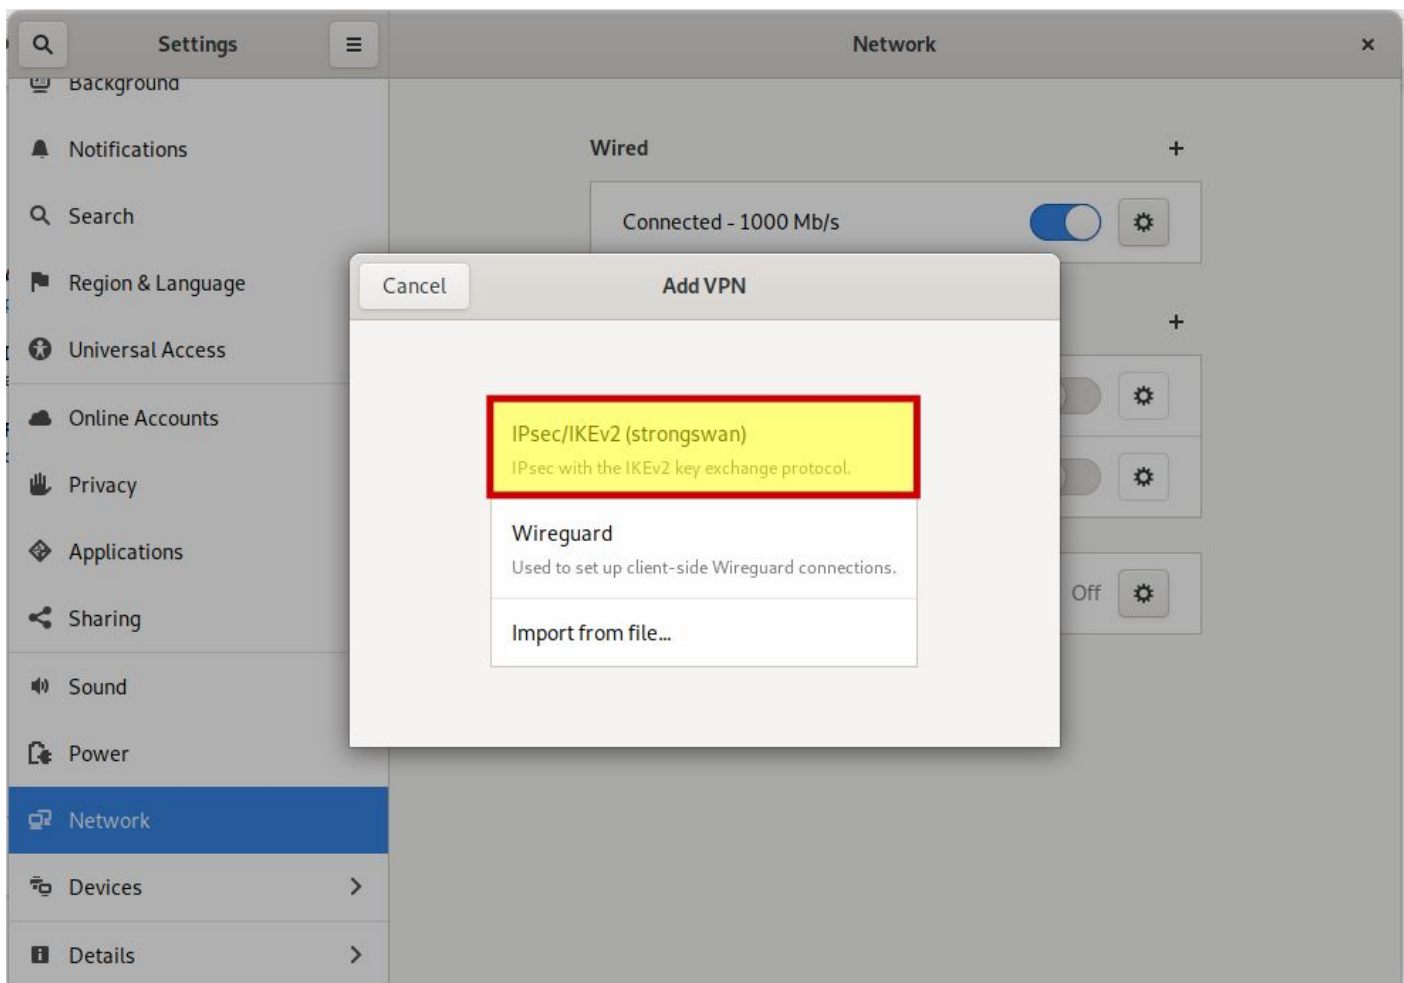 Settings
Network
Background
Notifications
Search
Region & Language
Universal Access
Online Accounts
Privacy
Applications
Sharing
Sound
Power
Network
Devices
Details
Wired
+
Connected - 1000 Mb/s
+
Off
Cancel
Add VPN
IPsec/IKEv2 (strongswan)
IPsec with the IKEv2 key exchange protocol.
Wireguard
Used to set up client-side Wireguard connections.
Import from file...